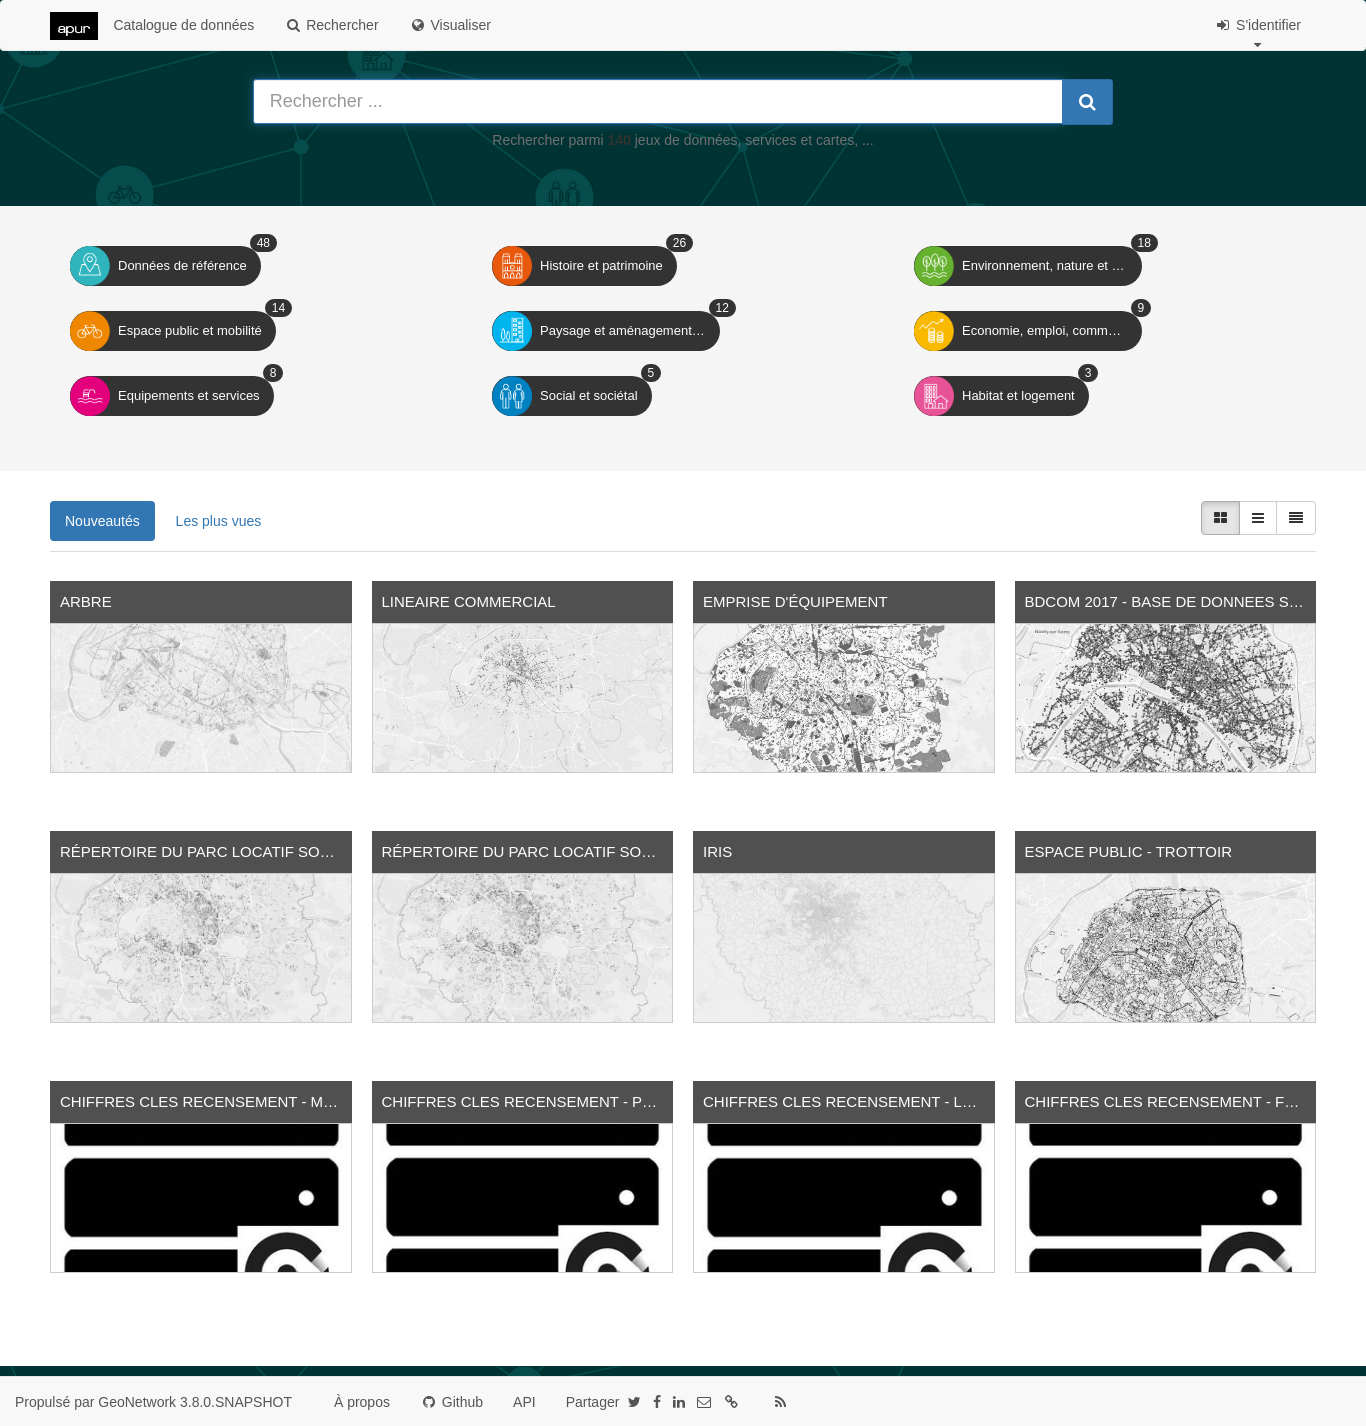 apur Catalogue de données Rechercher Visualiser S'identifier
Rechercher ...
Rechercher parmi 140 jeux de données, services et cartes, ...
Données de référence 48
Histoire et patrimoine 26
Environnement, nature et ... 18
Espace public et mobilité 14
Paysage et aménagement... 12
Economie, emploi, comm... 9
Equipements et services 8
Social et sociétal 5
Habitat et logement 3
Nouveautés Les plus vues
ARBRE
LINEAIRE COMMERCIAL
EMPRISE D'ÉQUIPEMENT
BDCOM 2017 - BASE DE DONNEES S...
Neuilly-sur-Seine
RÉPERTOIRE DU PARC LOCATIF SO...
RÉPERTOIRE DU PARC LOCATIF SO...
IRIS
ESPACE PUBLIC - TROTTOIR
CHIFFRES CLES RECENSEMENT - M...
CHIFFRES CLES RECENSEMENT - P...
CHIFFRES CLES RECENSEMENT - L...
CHIFFRES CLES RECENSEMENT - F...
Propulsé par GeoNetwork 3.8.0.SNAPSHOT À propos Github API Partager